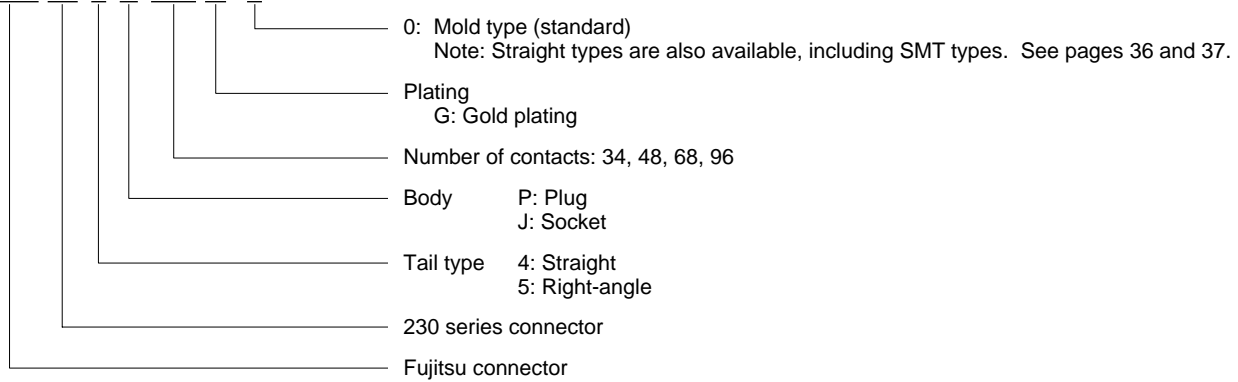 0: Mold type (standard)
Note: Straight types are also available, including SMT types. See pages 36 and 37.
Plating
G: Gold plating
Number of contacts: 34, 48, 68, 96
Body P: Plug
J: Socket
Tail type 4: Straight
5: Right-angle
230 series connector
Fujitsu connector